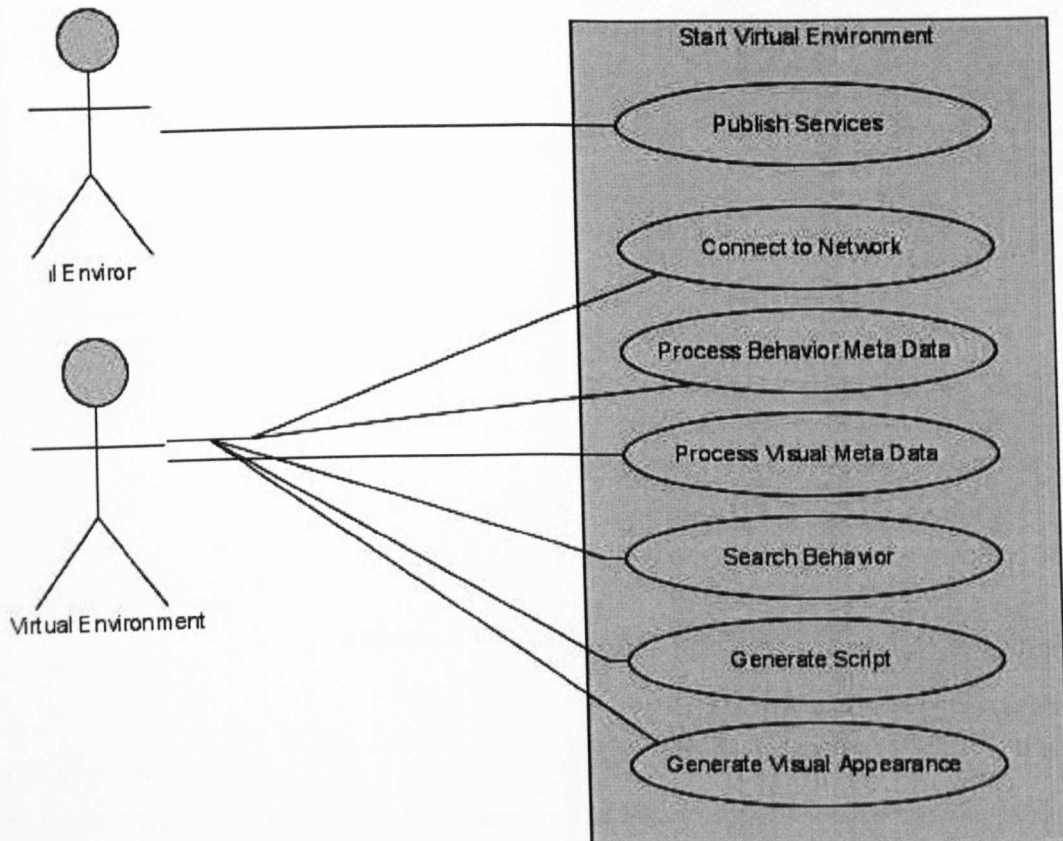 Start Virtual Environment
Publish Services
Connect to Network
Enviror
Process Behavior Meta Data
Process Visual Meta Data
Search Behavior
Virtual Environment
Generate Script
Generate Visual Appearance